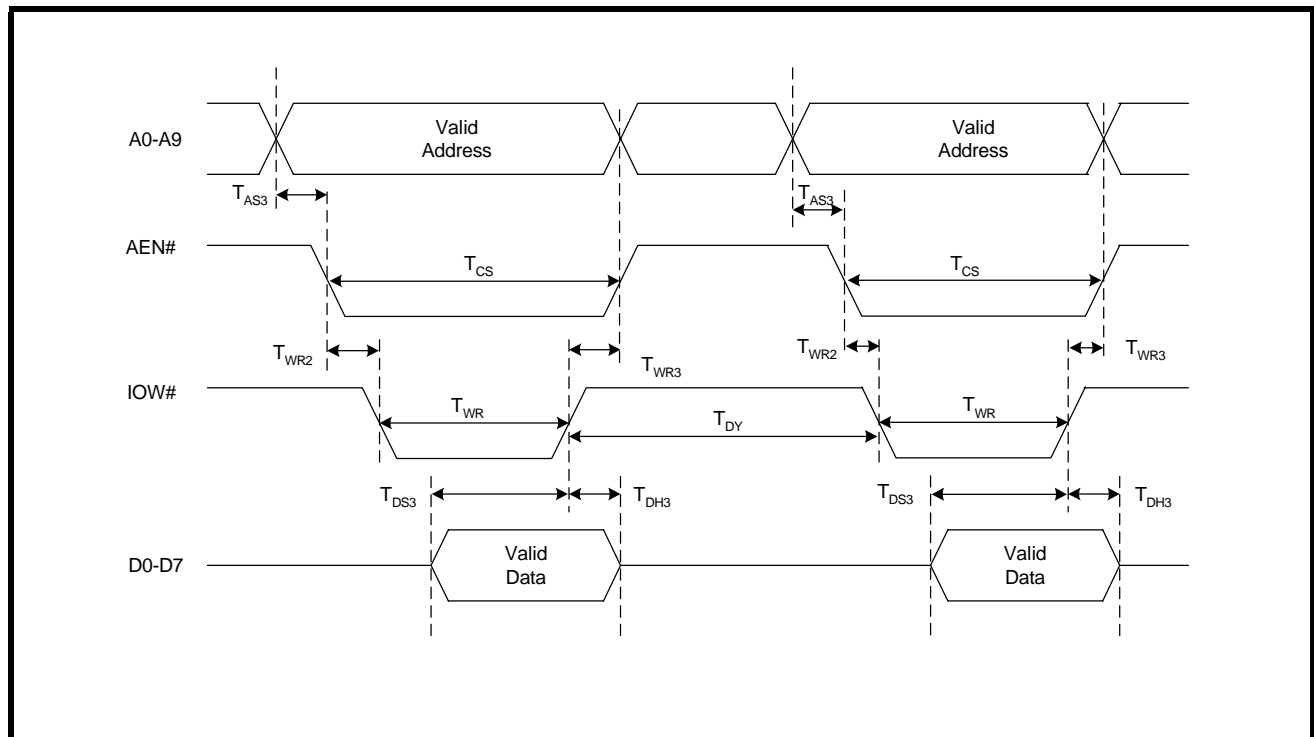 A0-A9
Valid
Address
Valid
Address
TAS3
TAS3
AEN#
TCS
TCS
TWR2
TWR3
TWR2
TWR3
IOW#
TWR
TDY
TWR
TDS3
TDH3
TDS3
TDH3
D0-D7
Valid
Data
Valid
Data